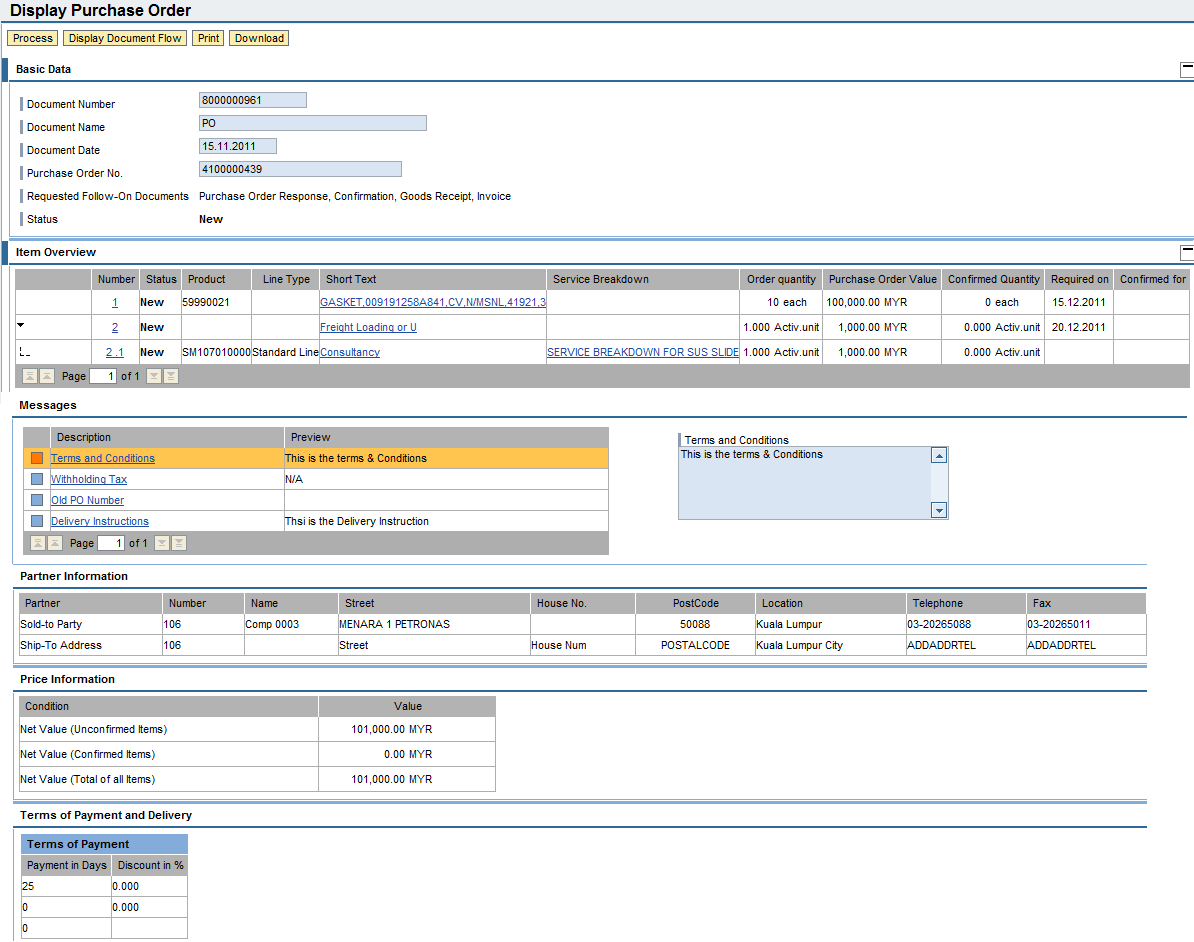 Display Purchase Order
Process Display Document Flow Print Download
Basic Data
Document Number 8000000961
Document Name PO
Document Date 15.11.2011
Purchase Order No. 4100000439
Requested Follow-On Documents Purchase Order Response, Confirmation, Goods Receipt, Invoice
Status New
Item Overview
Number Status Product Line Type Short Text Service Breakdown Order quantity Purchase Order Value Confirmed Quantity Required on Confirmed for
1 New 59990021 GASKET,009191258A841,CV,N/MSNL,41921,3 10 each 100,000.00 MYR 0 each 15.12.2011
2 New Freight Loading or U 1.000 Activ.unit 1,000.00 MYR 0.000 Activ.unit 20.12.2011
2 .1 New SM107010000 Standard Line Consultancy SERVICE BREAKDOWN FOR SUS SLIDE 1.000 Activ.unit 1,000.00 MYR 0.000 Activ.unit
Page 1 of 1
Messages
Description Preview
Terms and Conditions This is the terms & Conditions
Withholding Tax N/A
Old PO Number
Delivery Instructions Thsi is the Delivery Instruction
Page 1 of 1
Terms and Conditions
This is the terms & Conditions
Partner Information
Partner Number Name Street House No. PostCode Location Telephone Fax
Sold-to Party 106 Comp 0003 MENARA 1 PETRONAS 50088 Kuala Lumpur 03-20265088 03-20265011
Ship-To Address 106 Street House Num POSTALCODE Kuala Lumpur City ADDADDRTEL ADDADDRTEL
Price Information
Condition Value
Net Value (Unconfirmed Items) 101,000.00 MYR
Net Value (Confirmed Items) 0.00 MYR
Net Value (Total of all Items) 101,000.00 MYR
Terms of Payment and Delivery
Terms of Payment
Payment in Days Discount in %
25 0.000
0 0.000
0